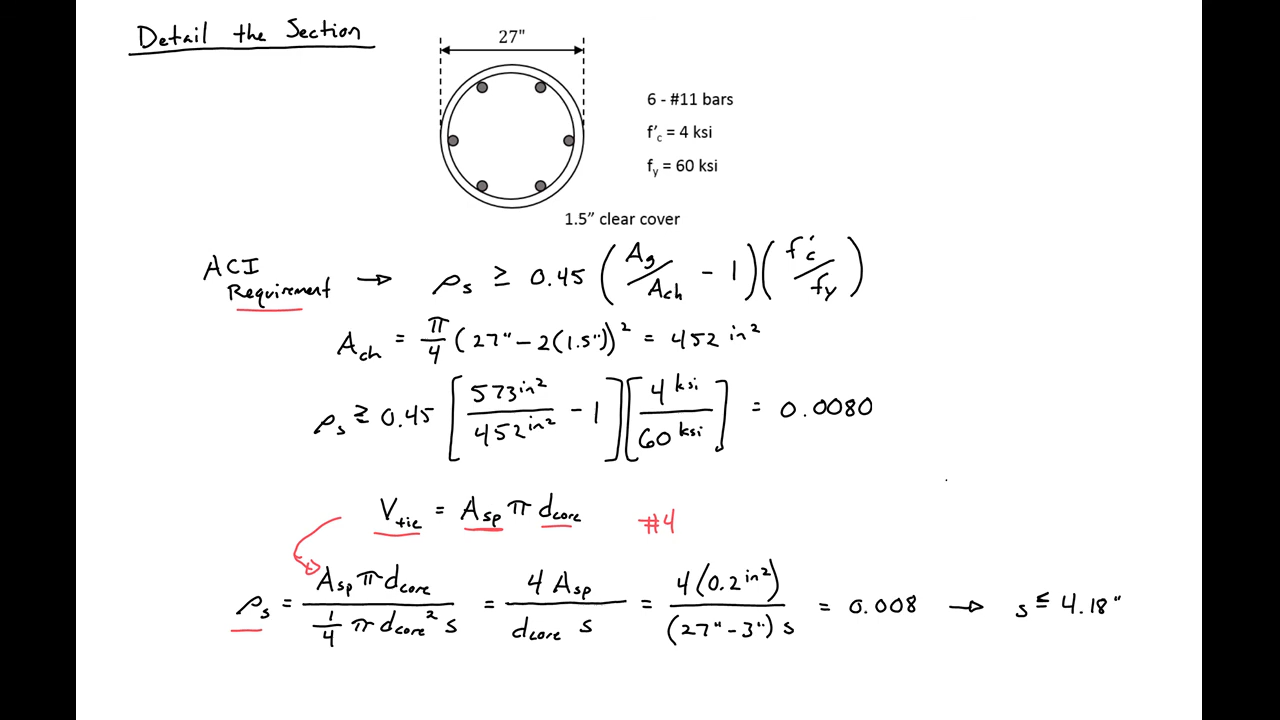 Detail the Section
27"
6 - #11 bars
f'c = 4 ksi
fy = 60 ksi
1.5" clear cover
ACI Requirement → ρs ≥ 0.45 (Ag/Ach - 1)(f'c/fy)
Ach = π/4 (27" - 2(1.5"))² = 452 in²
ρs ≥ 0.45 [573 in²/452 in² - 1][4 ksi/60 ksi] = 0.0080
Vtie = Asp π dcore #4
ρs = Asp π dcore / (1/4 π dcore² s) = 4 Asp / (dcore s) = 4(0.2 in²) / ((27" - 3") s) = 0.008 → s ≤ 4.18"